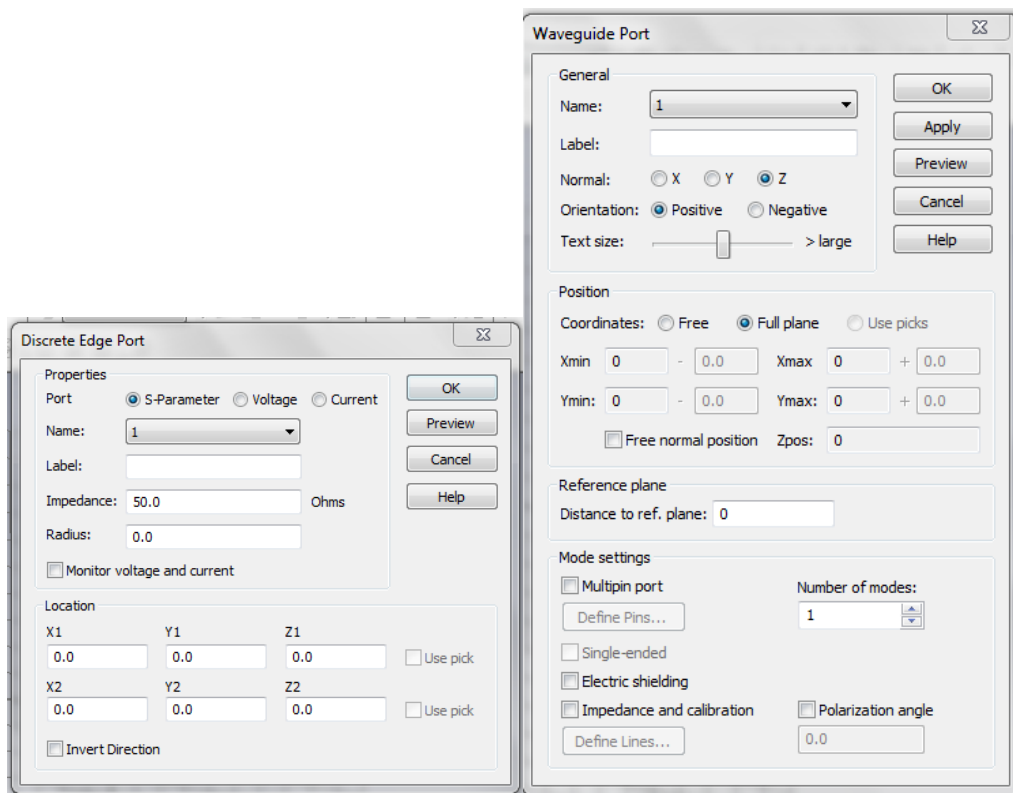 Discrete Edge Port
Properties
Port S-Parameter Voltage Current
OK
Name: 1
Preview
Label:
Cancel
Impedance: 50.0 Ohms
Help
Radius: 0.0
Monitor voltage and current
Location
X1 Y1 Z1
0.0 0.0 0.0 Use pick
X2 Y2 Z2
0.0 0.0 0.0 Use pick
Invert Direction
Waveguide Port
General
OK
Name: 1
Apply
Label:
Preview
Normal: X Y Z
Cancel
Orientation: Positive Negative
Text size: > large
Help
Position
Coordinates: Free Full plane Use picks
Xmin 0 - 0.0 Xmax 0 + 0.0
Ymin: 0 - 0.0 Ymax: 0 + 0.0
Free normal position Zpos: 0
Reference plane
Distance to ref. plane: 0
Mode settings
Multipin port Number of modes:
Define Pins... 1
Single-ended
Electric shielding
Impedance and calibration Polarization angle
Define Lines... 0.0